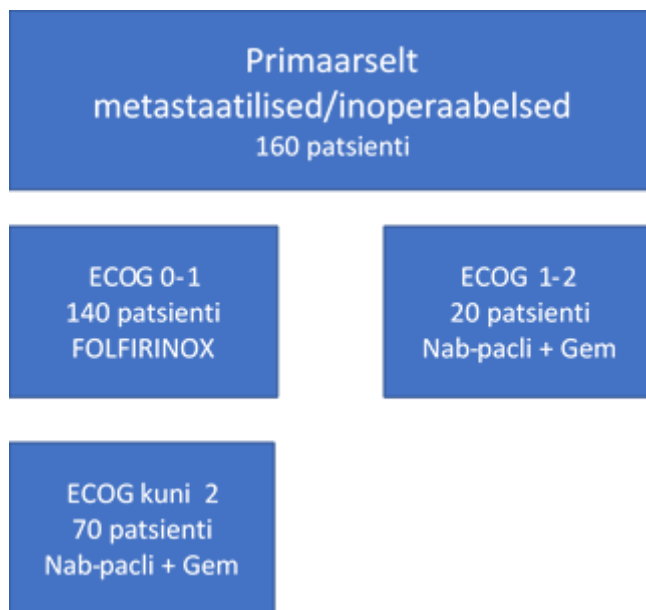 Primaarselt
metastaatilised/inoperaabelsed
160 patsienti
ECOG 0-1
140 patsienti
FOLFIRINOX
ECOG 1-2
20 patsienti
Nab-pacli + Gem
ECOG kuni 2
70 patsienti
Nab-pacli + Gem